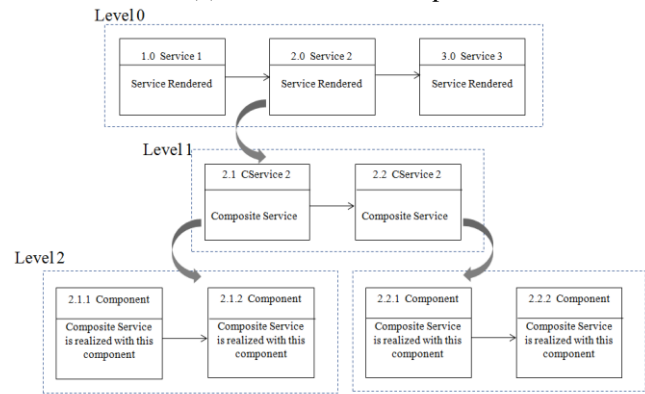 Level 0
1.0 Service 1
2.0 Service 2
3.0 Service 3
Service Rendered
Service Rendered
Service Rendered
Level 1
2.1 CService 2
2.2 CService 2
Composite Service
Composite Service
Level 2
2.1.1 Component
2.1.2 Component
2.2.1 Component
2.2.2 Component
Composite Service
is realized with this
component
Composite Service
is realized with this
component
Composite Service
is realized with this
component
Composite Service
is realized with this
component